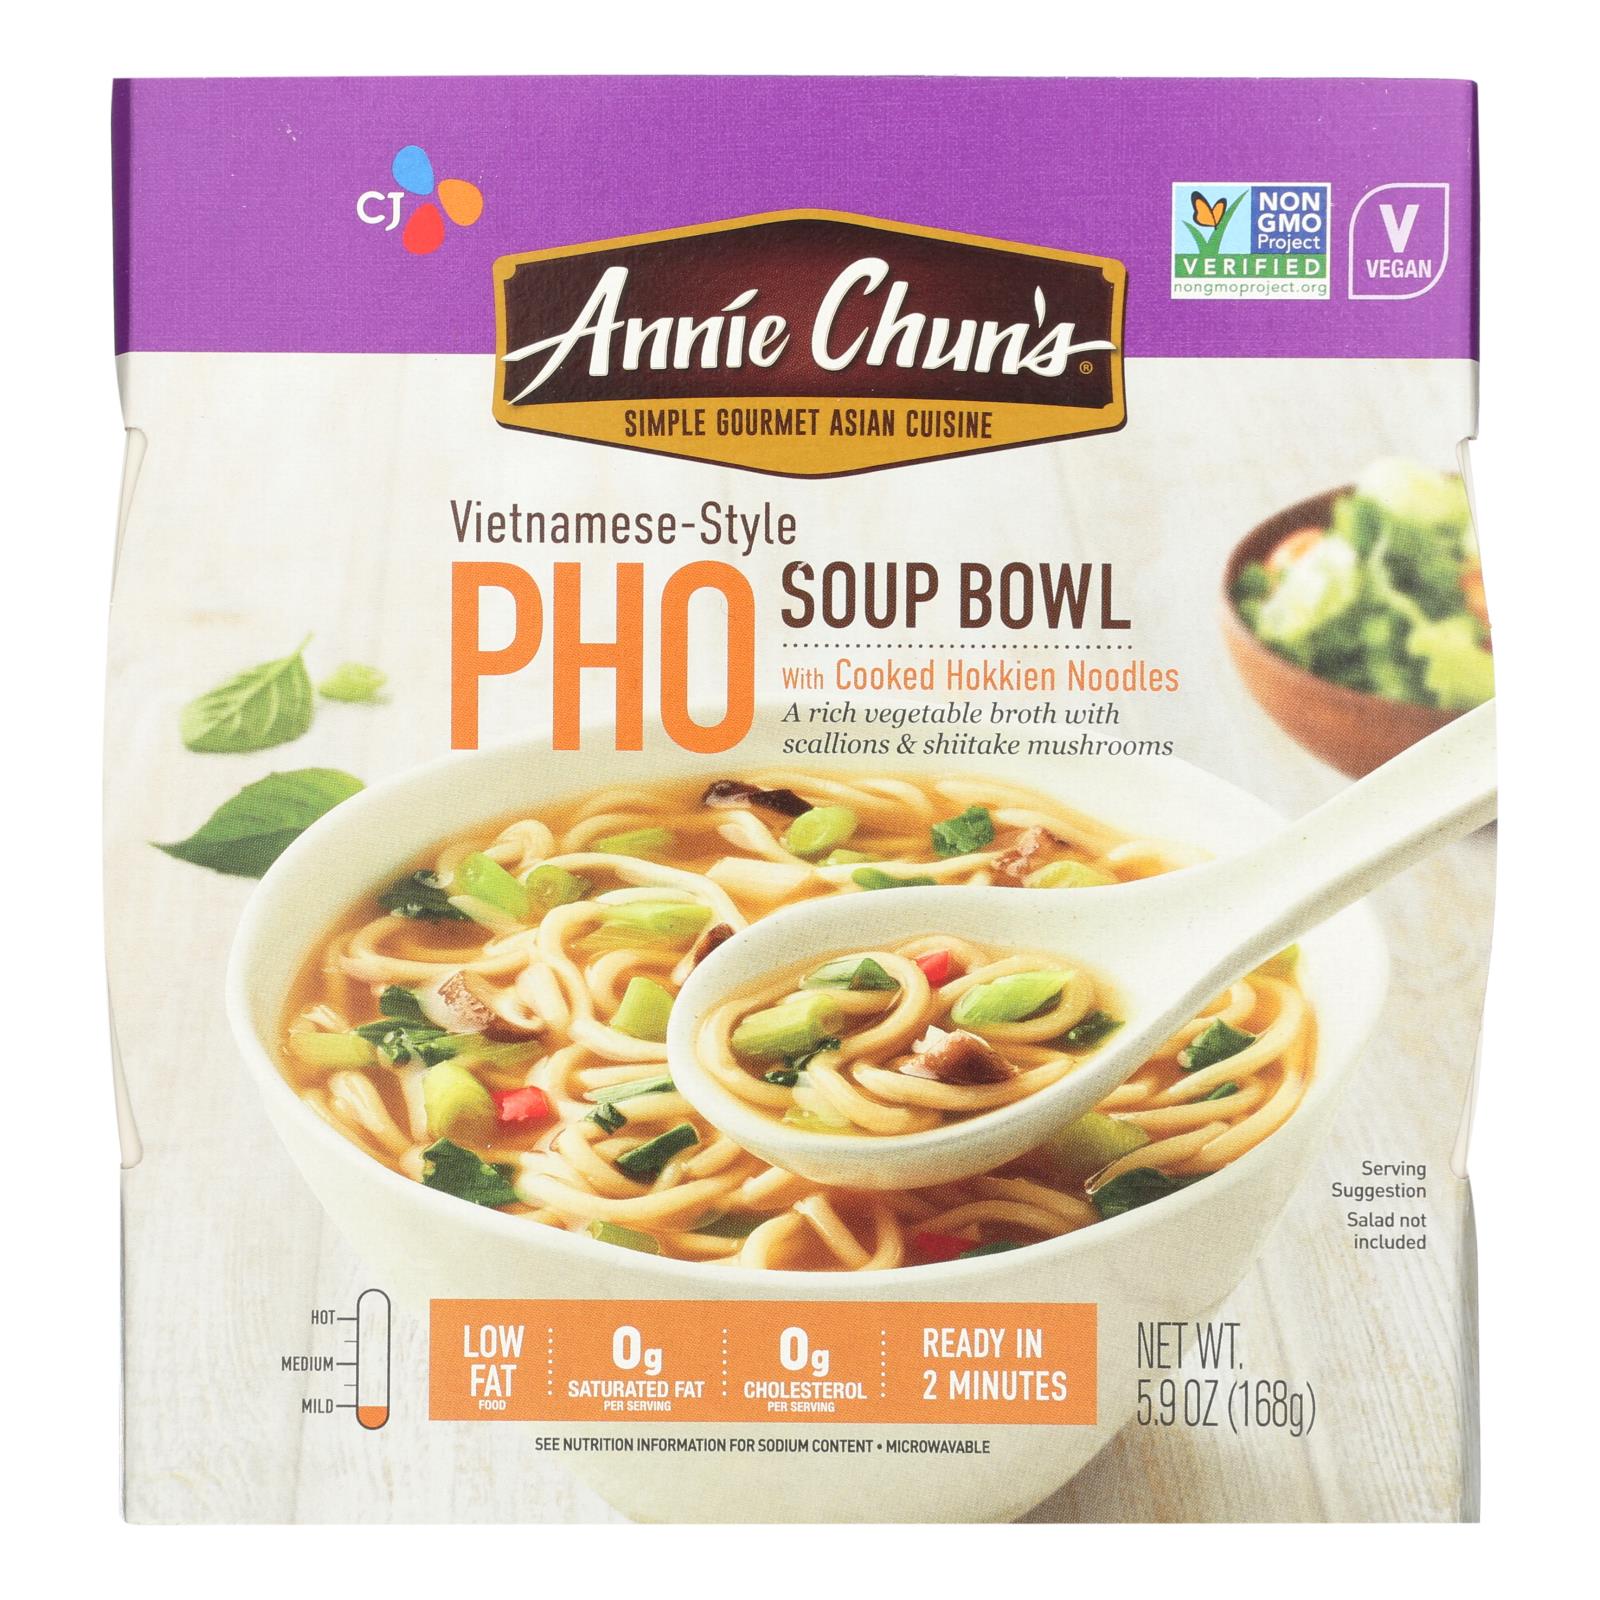 CJ
NON
GMO
Project
VERIFIED
nongmoproject.org
V
VEGAN
Annie Chun's®
SIMPLE GOURMET ASIAN CUISINE
Vietnamese-Style
PHO
SOUP BOWL
With Cooked Hokkien Noodles
A rich vegetable broth with
scallions & shiitake mushrooms
Serving
Suggestion
Salad not
included
HOT
MEDIUM
MILD
LOW
FAT
FOOD
0g
SATURATED FAT
PER SERVING
0g
CHOLESTEROL
PER SERVING
READY IN
2 MINUTES
NET WT.
5.9 OZ (168g)
SEE NUTRITION INFORMATION FOR SODIUM CONTENT • MICROWAVABLE